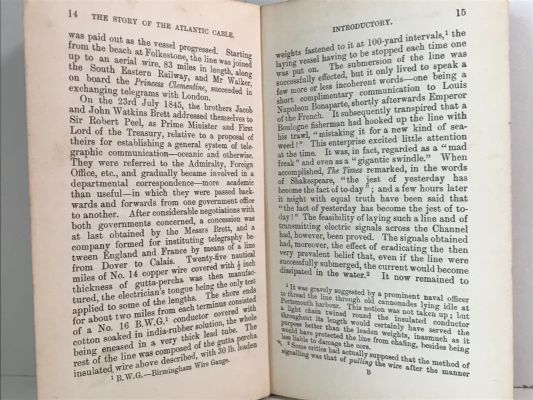 14 THE STORY OF THE ATLANTIC CABLE.
was paid out as the vessel progressed. Starting
from the beach at Folkestone, the line was joined
up to an aerial wire, 83 miles in length, along
the South Eastern Railway, and Mr Walker,
on board the Princess Clementine, succeeded in
exchanging telegrams with London.
On the 23rd July 1845, the brothers Jacob
and John Watkins Brett addressed themselves to
Sir Robert Peel, as Prime Minister and First
Lord of the Treasury, relative to a proposal of
theirs for establishing a general system of tele-
graphic communication—oceanic and otherwise.
They were referred to the Admiralty, Foreign
Office, etc., and gradually became involved in a
departmental correspondence—more academic
than useful—in which they were passed back-
wards and forwards from one government office
to another. After considerable negotiations with
both governments concerned, a concession was
at last obtained by the Messrs Brett, and a
company formed for instituting telegraphy be-
tween England and France by means of a line
from Dover to Calais. Twenty-five nautical
miles of No. 14 copper wire covered with ½ inch
thickness of gutta-percha was then manufac-
tured, the electrician's tongue being the only test
applied to some of the lengths. The shore ends
for about two miles from each terminus consisted
of a No. 16 B.W.G.¹ conductor covered with
cotton soaked in india-rubber solution, the whole
being encased in a very thick lead tube. The
rest of the line was composed of the gutta percha
insulated wire above described, with 30 lb. leaden
¹ B.W.G.—Birmingham Wire Gauge.
INTRODUCTORY. 15
weights fastened to it at 100-yard intervals,¹ the
laying vessel having to be stopped each time one
was put on. The submersion of the line was
successfully effected, but it only lived to speak a
few more or less incoherent words—one being a
short complimentary communication to Louis
Napoleon Bonaparte, shortly afterwards Emperor
of the French. It subsequently transpired that a
Boulogne fisherman had hooked up the line with
his trawl, "mistaking it for a new kind of sea-
weed!" This enterprise excited little attention
at the time. It was, in fact, regarded as a "mad
freak" and even as a "gigantic swindle." When
accomplished, The Times remarked, in the words
of Shakespeare, "the jest of yesterday has
become the fact of to-day"; and a few hours later
it might with equal truth have been said that
"the fact of yesterday has become the jest of to-
day!" The feasibility of laying such a line and of
transmitting electric signals across the Channel
had, however, been proved. The signals obtained
had, moreover, the effect of eradicating the then
very prevalent belief that, even if the line were
successfully submerged, the current would become
dissipated in the water.² It now remained to
¹ It was gravely suggested by a prominent naval officer
to thread the line through old cannonades lying idle at
Portsmouth harbour. This notion was not taken up; but
a light chain twined round the insulated conductor
throughout its length would certainly have served the
purpose better than the leaden weights, inasmuch as it
would have protected the line from chafing, besides being
less liable to damage the core.
² Some critics had actually supposed that the method of
signalling was that of pulling the wire after the manner
B